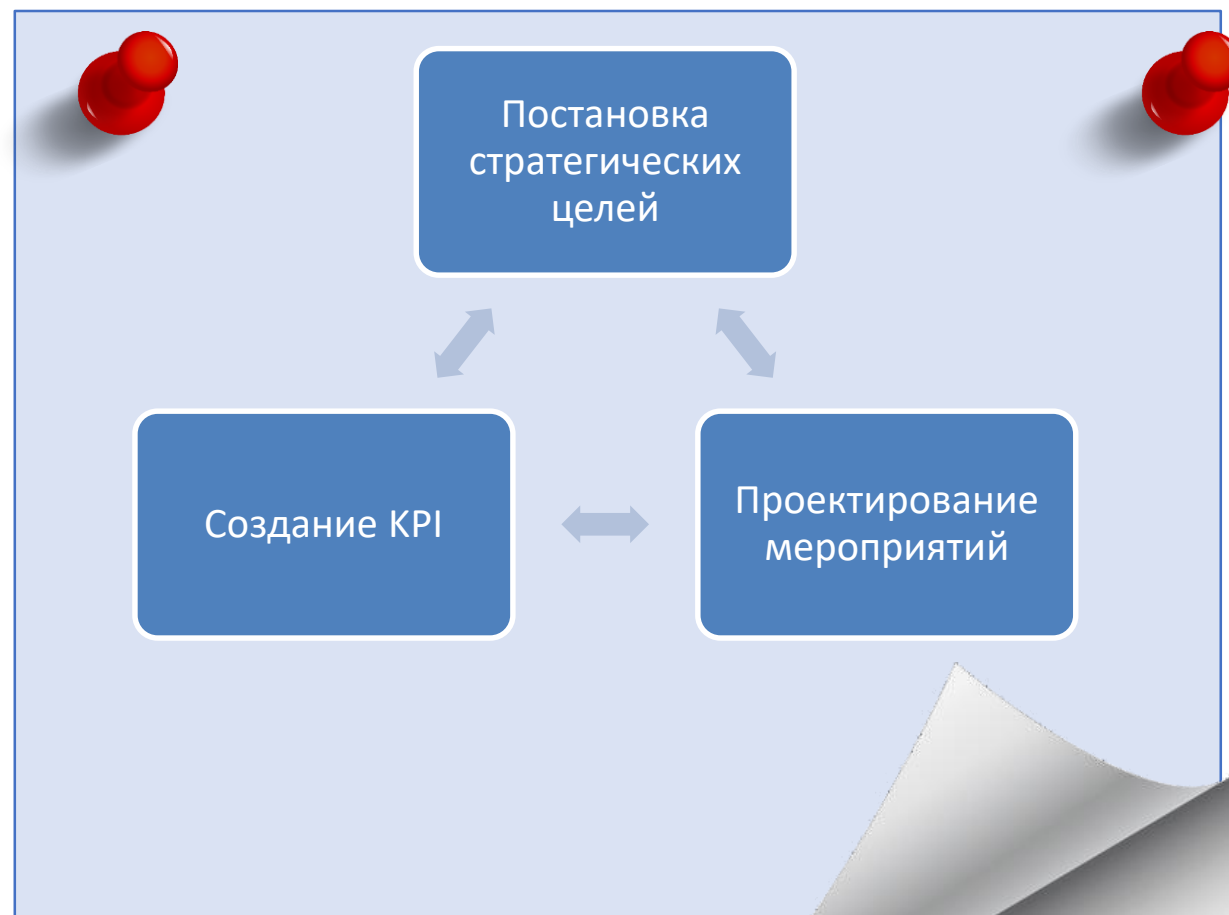 Постановка
стратегических
целей
Создание KPI
Проектирование
мероприятий